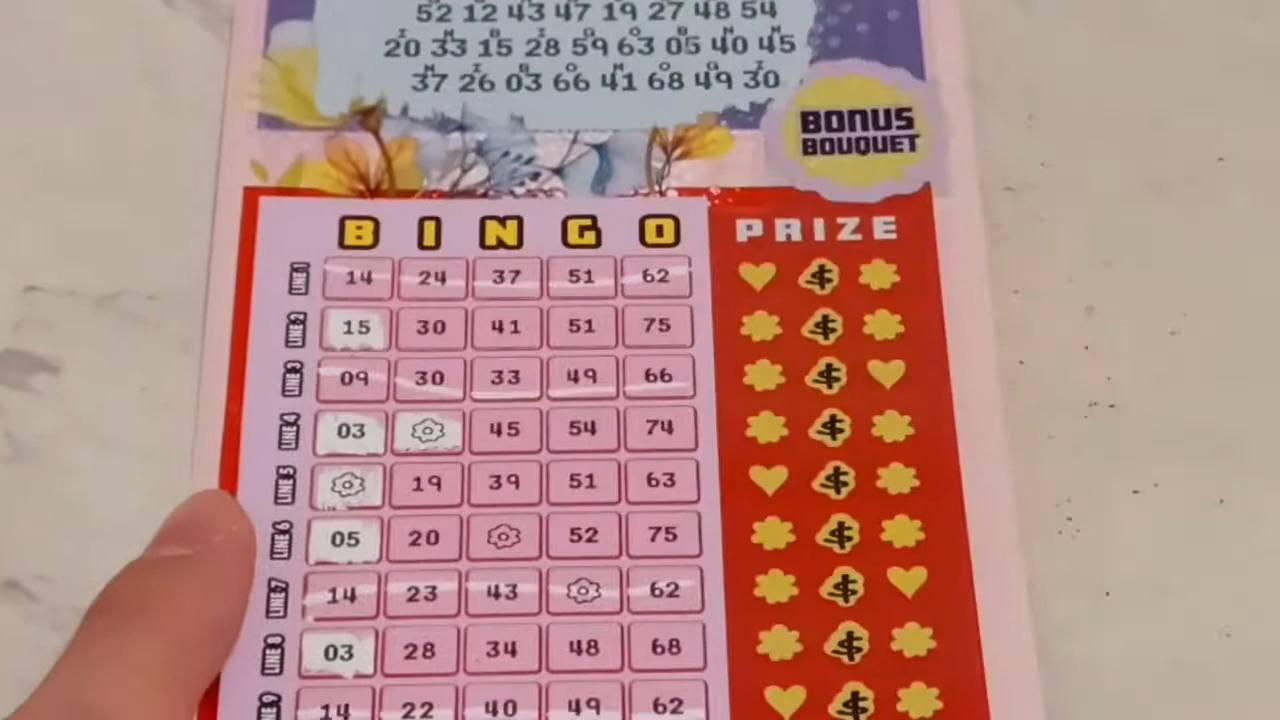 52 12 43 47 19 27 48 54
I M B I G O B M M
20 33 15 28 59 63 05 40 45
M I B O M O G I
37 26 03 66 41 68 49 30
BONUS
BOUQUET
B I N G O PRIZE
LINE 1 14 24 37 51 62 $
LINE 2 15 30 41 51 75 $
LINE 3 09 30 33 49 66 $
LINE 4 03 45 54 74 $
LINE 5 19 39 51 63 $
LINE 6 05 20 52 75 $
LINE 7 14 23 43 62 $
LINE 8 03 28 34 48 68 $
LINE 9 14 22 40 49 62 $